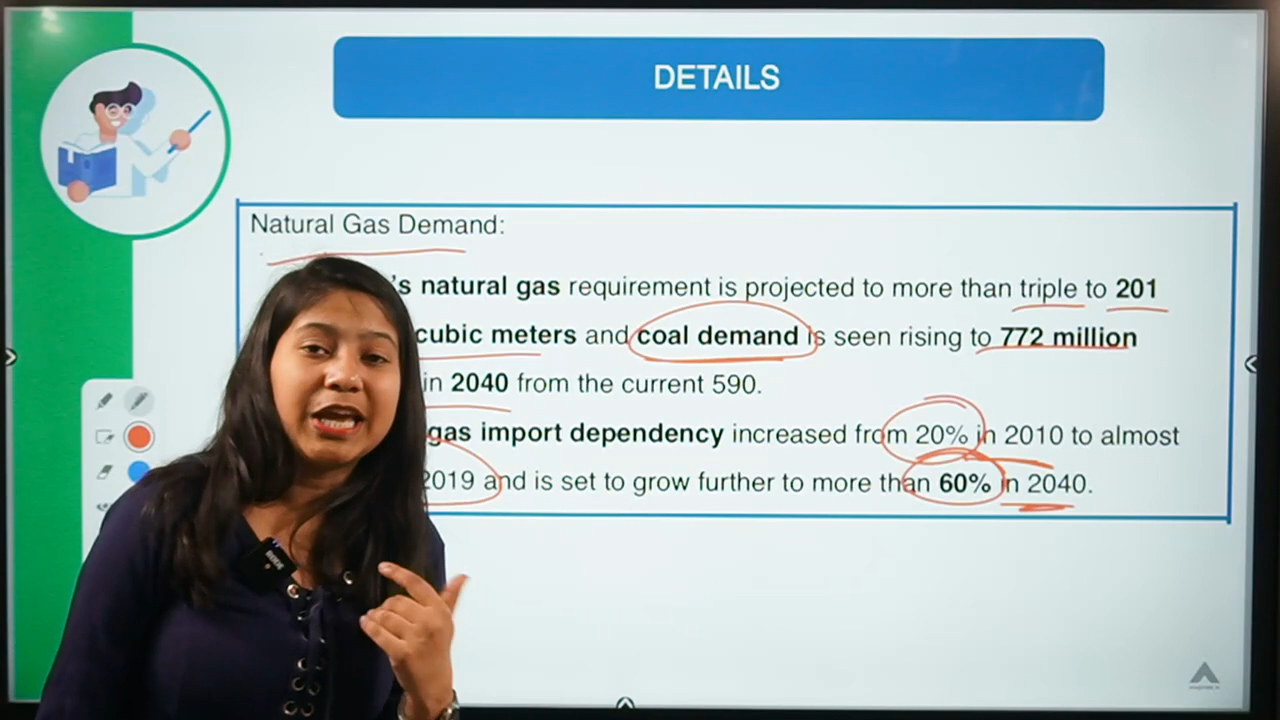 DETAILS
Natural Gas Demand:
's natural gas requirement is projected to more than triple to 201
cubic meters and coal demand is seen rising to 772 million
in 2040 from the current 590.
gas import dependency increased from 20% in 2010 to almost
2019 and is set to grow further to more than 60% in 2040.